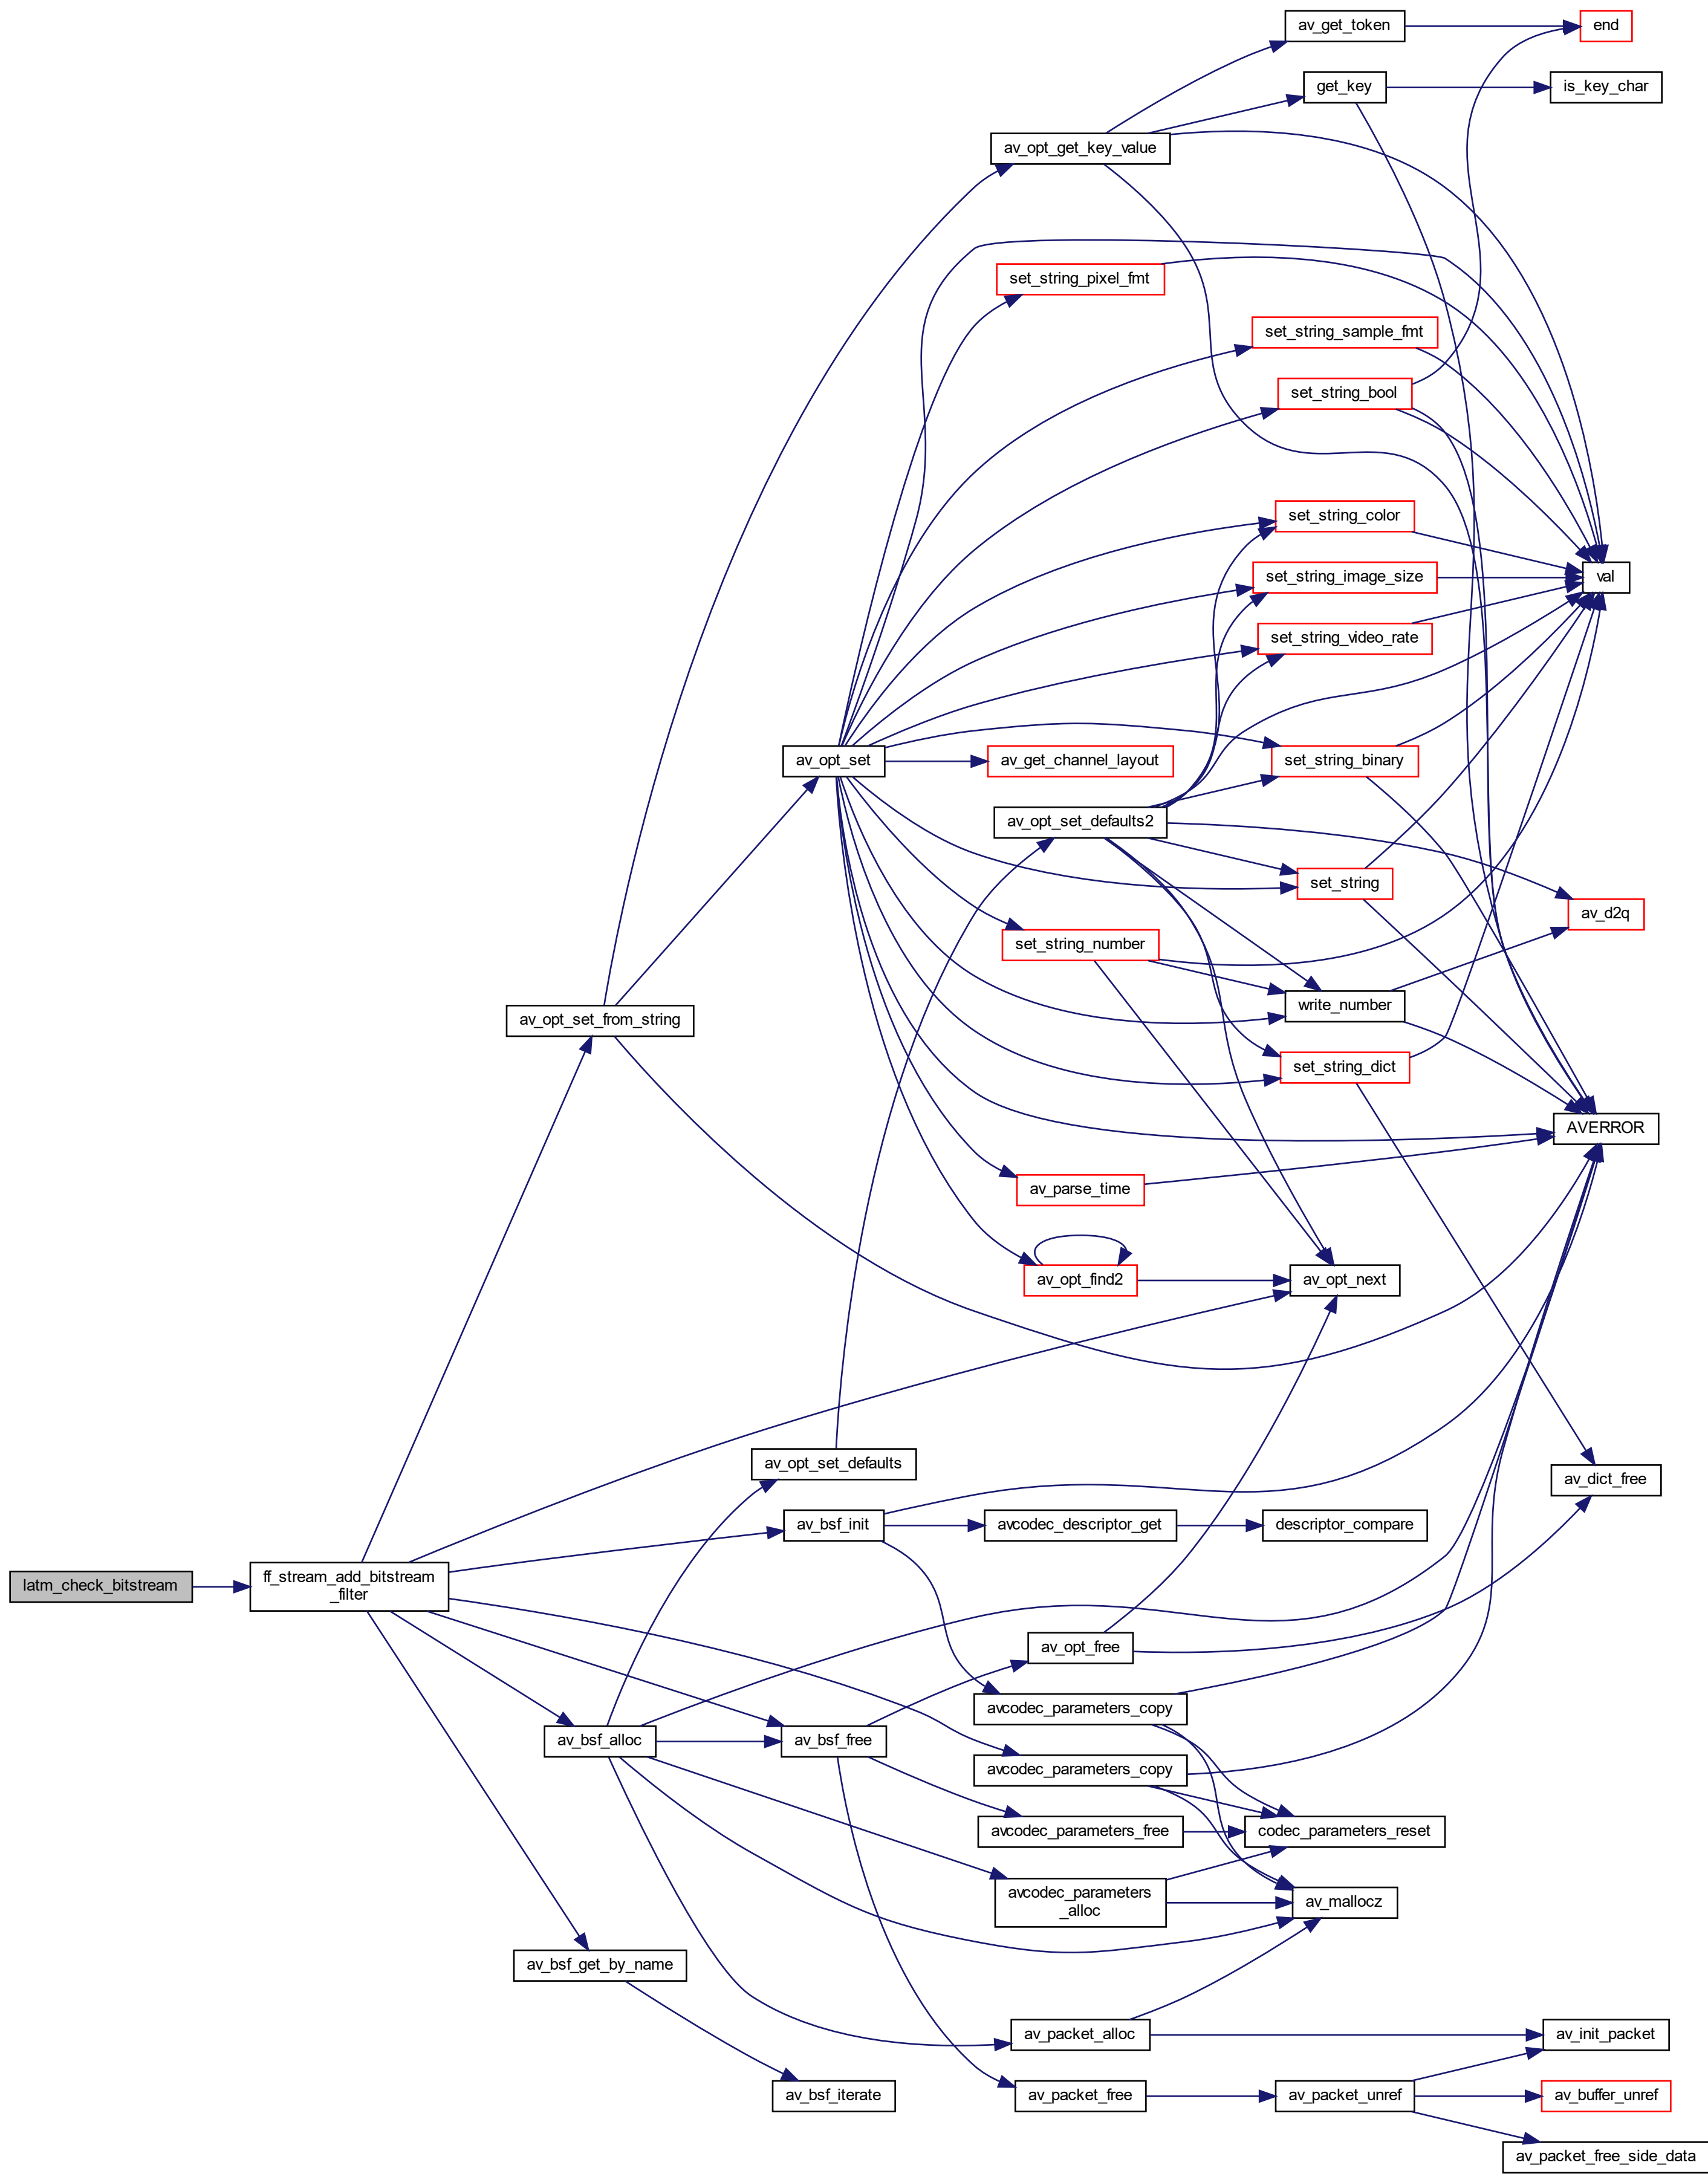 av_get_token
end
get_key
is_key_char
av_opt_get_key_value
set_string_pixel_fmt
set_string_sample_fmt
set_string_bool
set_string_color
set_string_image_size
val
set_string_video_rate
av_opt_set
av_get_channel_layout
set_string_binary
av_opt_set_defaults2
set_string
av_d2q
set_string_number
write_number
av_opt_set_from_string
set_string_dict
AVERROR
av_parse_time
av_opt_find2
av_opt_next
av_opt_set_defaults
av_dict_free
av_bsf_init
avcodec_descriptor_get
descriptor_compare
latm_check_bitstream
ff_stream_add_bitstream
_filter
av_opt_free
avcodec_parameters_copy
av_bsf_alloc
av_bsf_free
avcodec_parameters_copy
avcodec_parameters_free
codec_parameters_reset
avcodec_parameters
_alloc
av_mallocz
av_bsf_get_by_name
av_packet_alloc
av_init_packet
av_bsf_iterate
av_packet_free
av_packet_unref
av_buffer_unref
av_packet_free_side_data